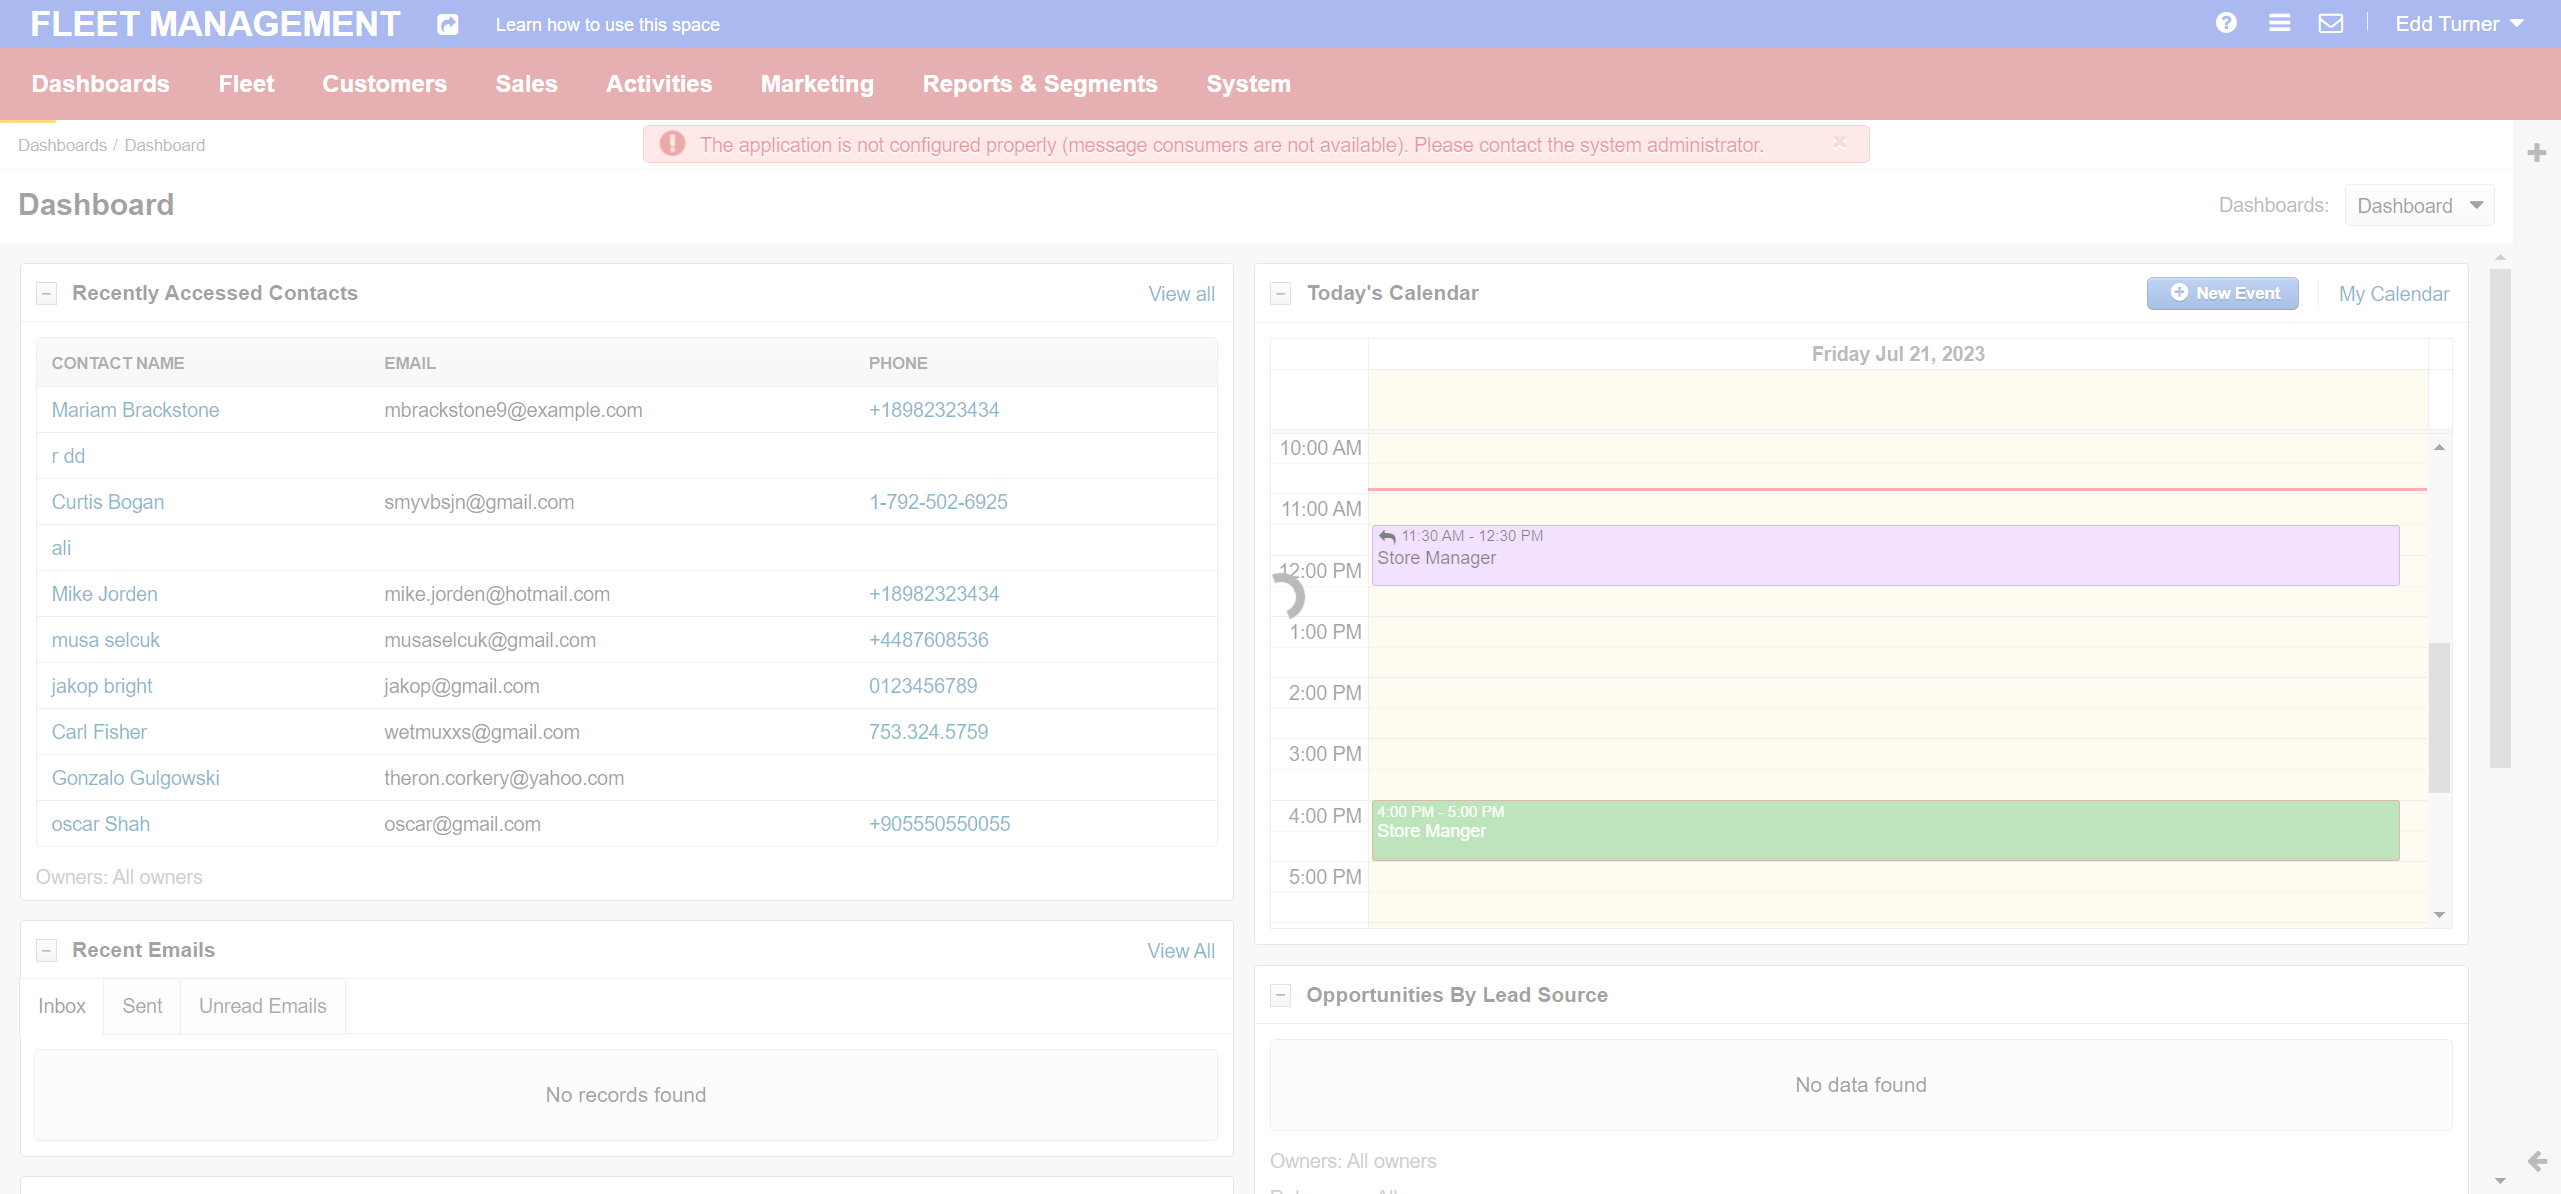 FLEET MANAGEMENT Learn how to use this space Edd Turner
Dashboards Fleet Customers Sales Activities Marketing Reports & Segments System
Dashboards / Dashboard
The application is not configured properly (message consumers are not available). Please contact the system administrator. ×
Dashboard
Dashboards: Dashboard
Recently Accessed Contacts View all
CONTACT NAME EMAIL PHONE
Mariam Brackstone mbrackstone9@example.com +18982323434
r dd
Curtis Bogan smyvbsjn@gmail.com 1-792-502-6925
ali
Mike Jorden mike.jorden@hotmail.com +18982323434
musa selcuk musaselcuk@gmail.com +4487608536
jakop bright jakop@gmail.com 0123456789
Carl Fisher wetmuxxs@gmail.com 753.324.5759
Gonzalo Gulgowski theron.corkery@yahoo.com
oscar Shah oscar@gmail.com +905550550055
Owners: All owners
Recent Emails View All
Inbox Sent Unread Emails
No records found
Today's Calendar New Event My Calendar
Friday Jul 21, 2023
10:00 AM
11:00 AM
11:30 AM - 12:30 PM
Store Manager
12:00 PM
1:00 PM
2:00 PM
3:00 PM
4:00 PM
4:00 PM - 5:00 PM
Store Manger
5:00 PM
Opportunities By Lead Source
No data found
Owners: All owners